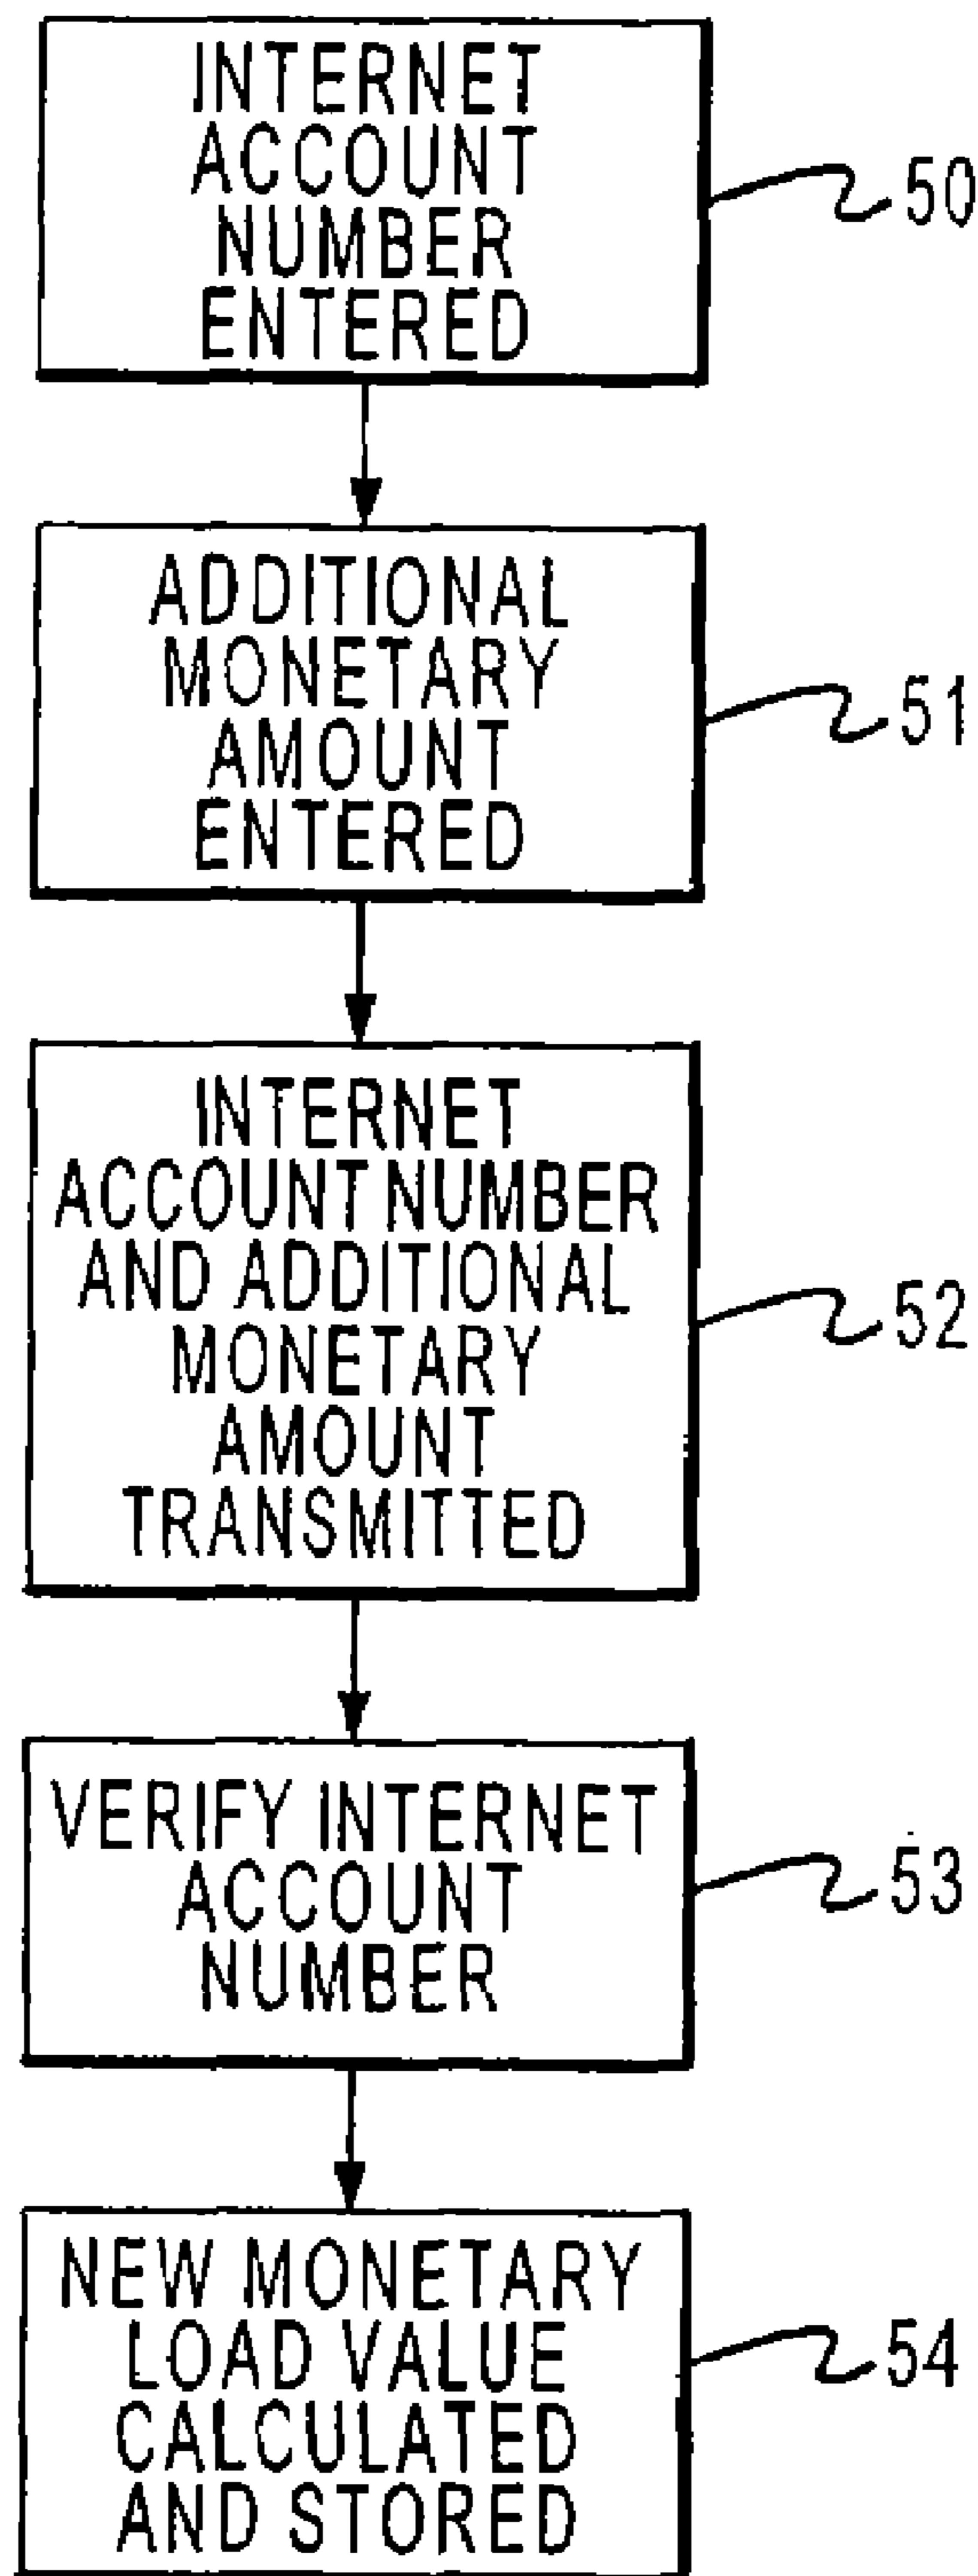 INTERNET
ACCOUNT
NUMBER
ENTERED
50
ADDITIONAL
MONETARY
AMOUNT
ENTERED
51
INTERNET
ACCOUNT NUMBER
AND ADDITIONAL
MONETARY
AMOUNT
TRANSMITTED
52
VERIFY INTERNET
ACCOUNT
NUMBER
53
NEW MONETARY
LOAD VALUE
CALCULATED
AND STORED
54